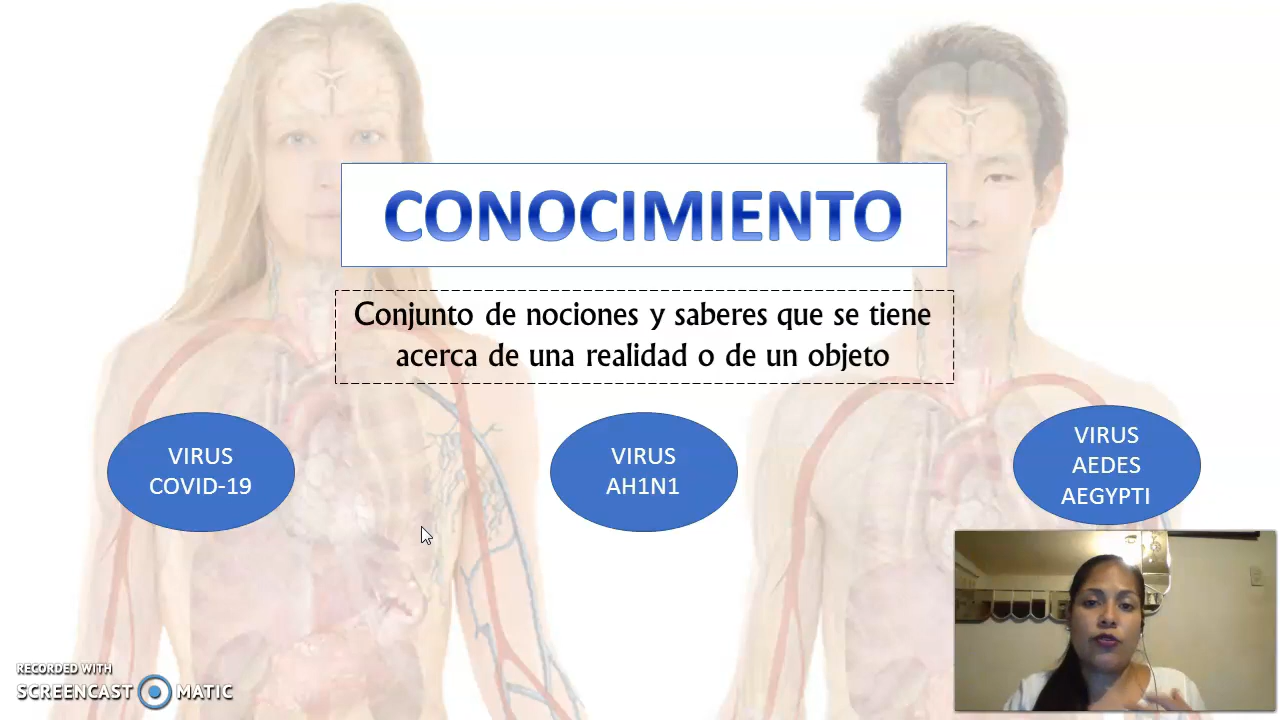 CONOCIMIENTO
Conjunto de nociones y saberes que se tiene
acerca de una realidad o de un objeto
VIRUS
COVID-19
VIRUS
AH1N1
VIRUS
AEDES
AEGYPTI
RECORDED WITH
SCREENCAST MATIC